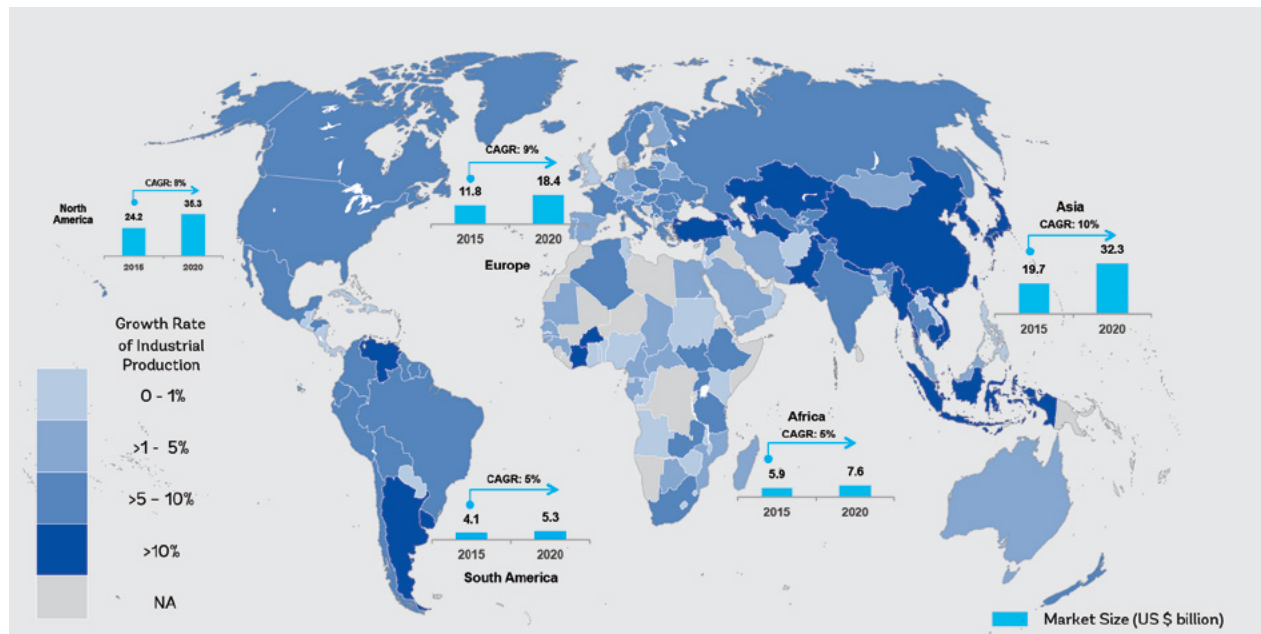 CAGR: 8%
North
America
24.2
35.3
2015
2020
CAGR: 9%
11.8
18.4
2015
2020
Europe
Asia
CAGR: 10%
19.7
32.3
2015
2020
Growth Rate
of Industrial
Production
0 - 1%
>1 - 5%
>5 - 10%
>10%
NA
Africa
CAGR: 5%
5.9
7.6
2015
2020
CAGR: 5%
4.1
5.3
2015
2020
South America
Market Size (US $ billion)